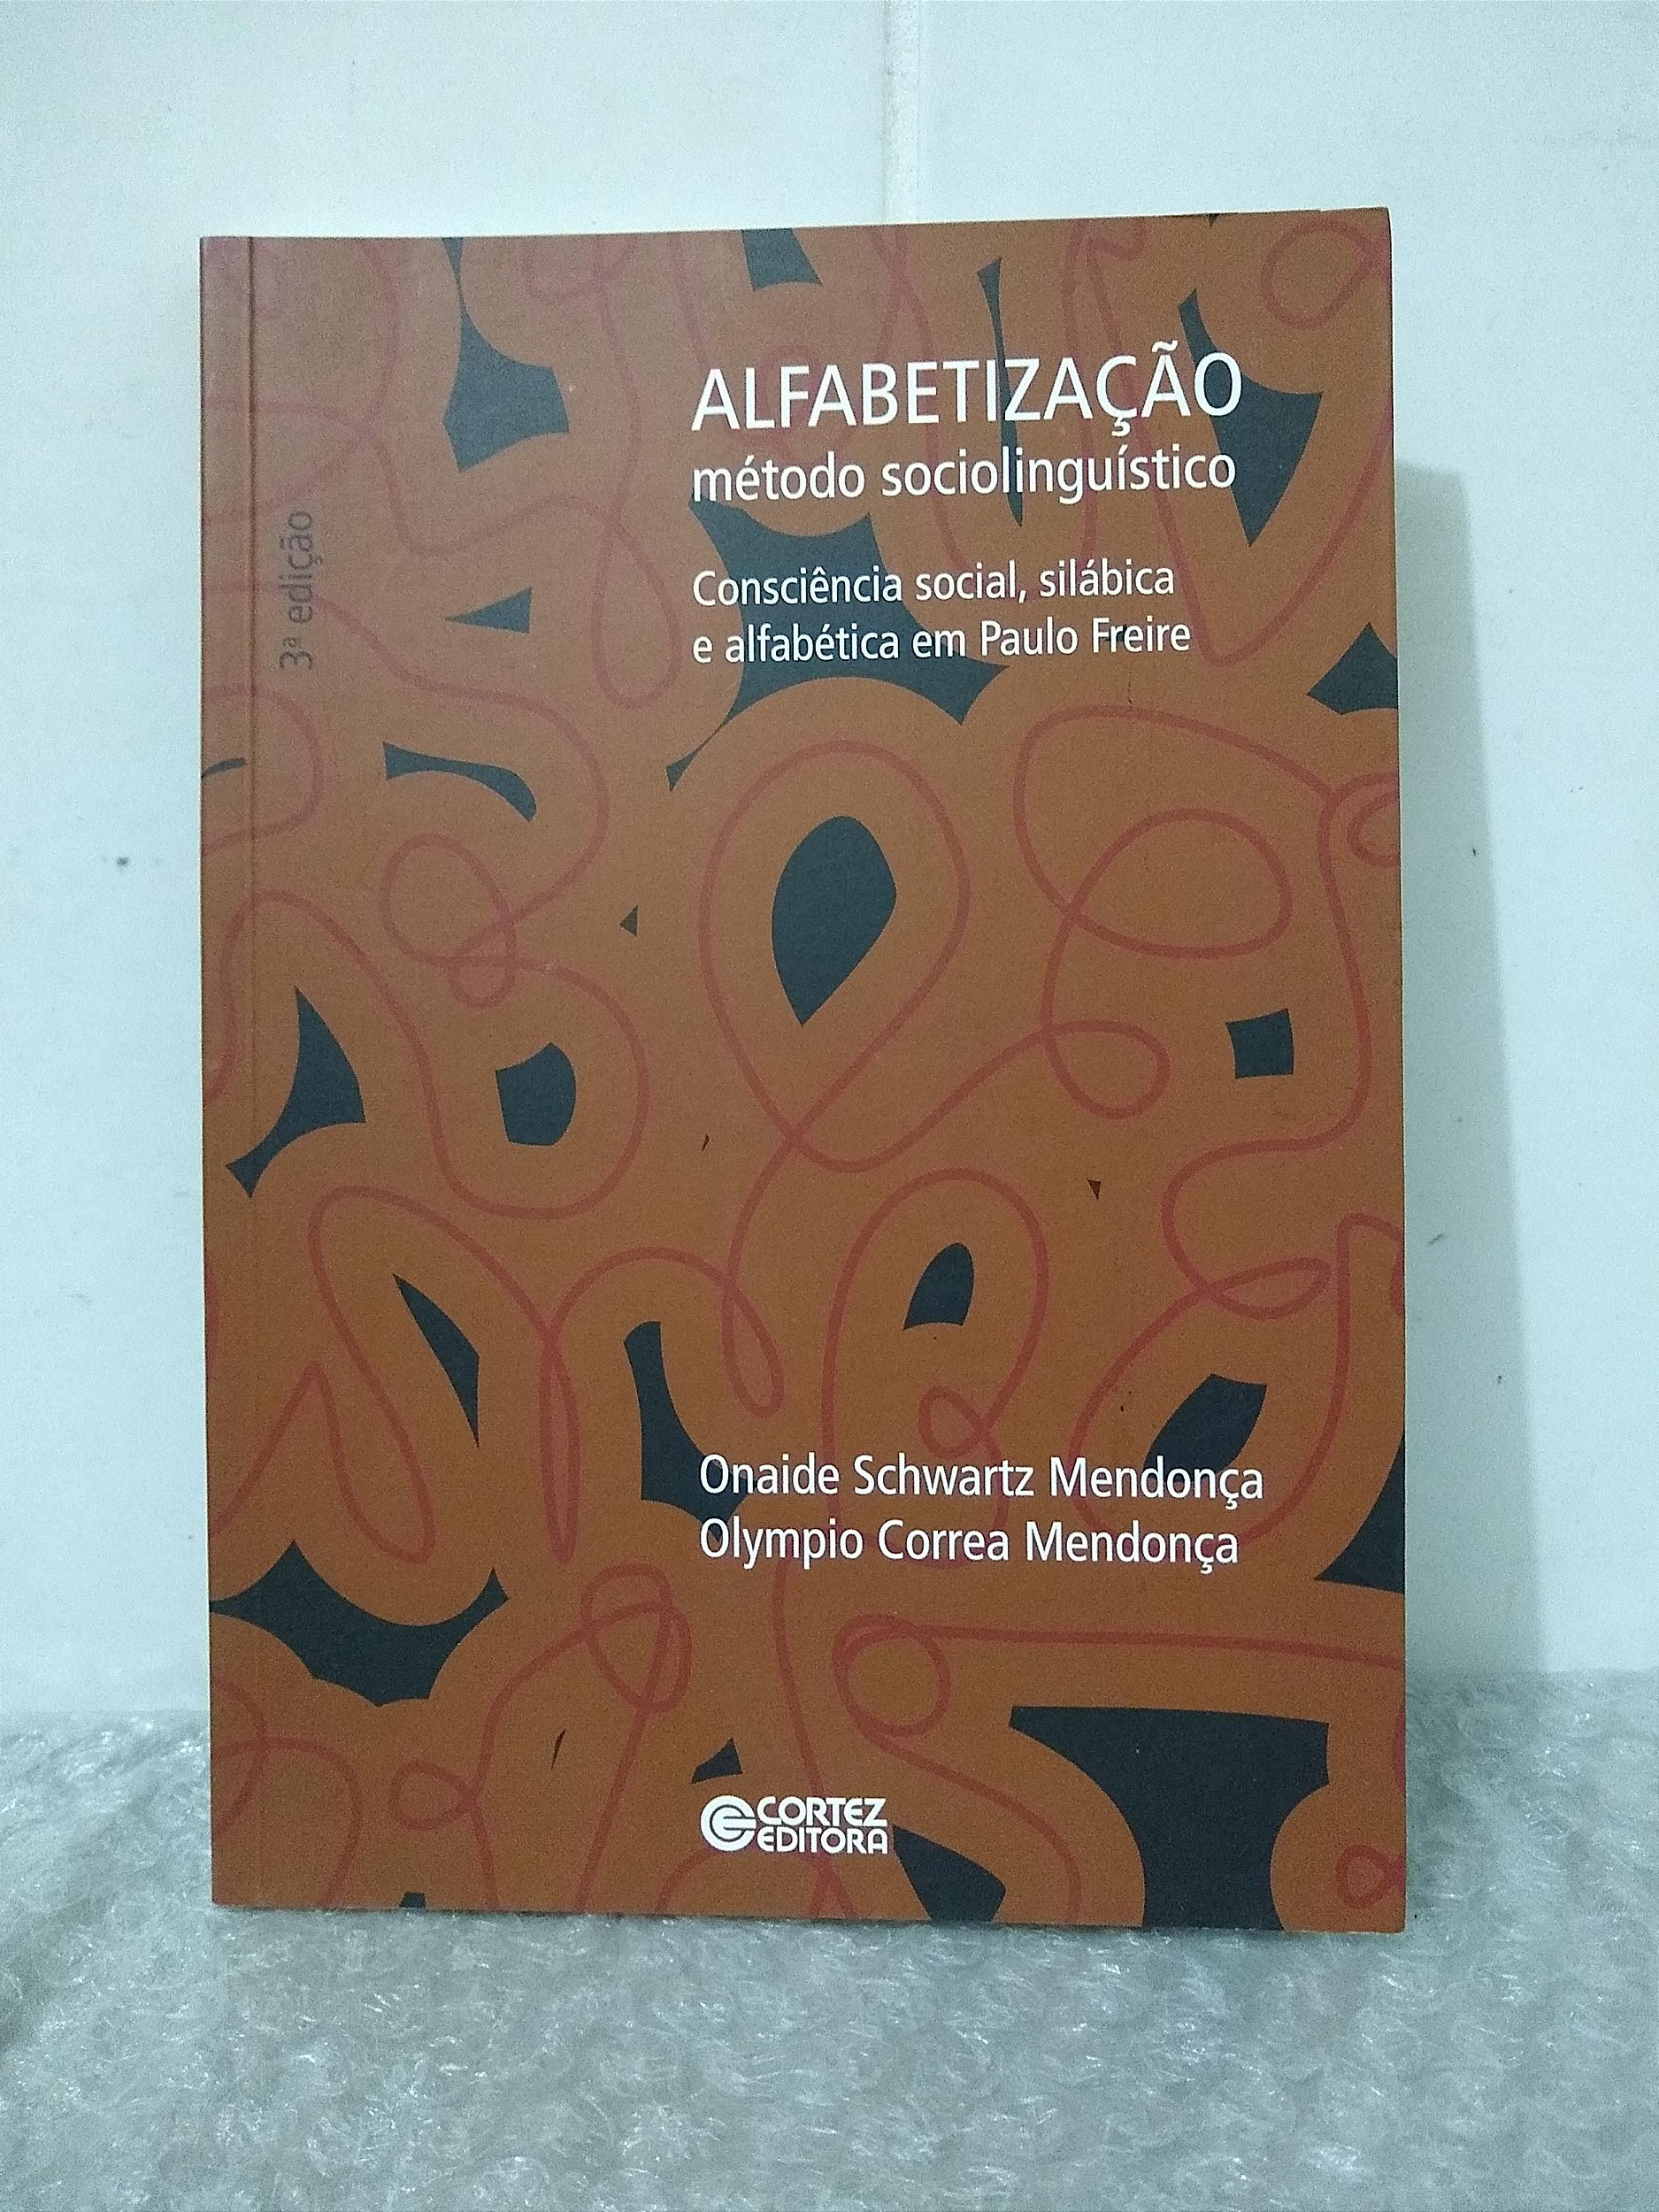 ALFABETIZAÇÃO
método sociolinguístico
Consciência social, silábica
e alfabética em Paulo Freire
3ª edição
Onaide Schwartz Mendonça
Olympio Correa Mendonça
CORTEZ
EDITORA